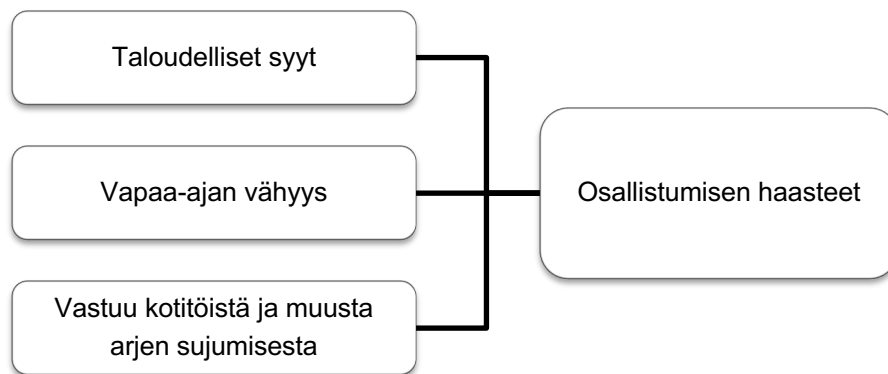 Taloudelliset syyt
Vapaa-ajan vähyys
Osallistumisen haasteet
Vastuu kotitöistä ja muusta
arjen sujumisesta